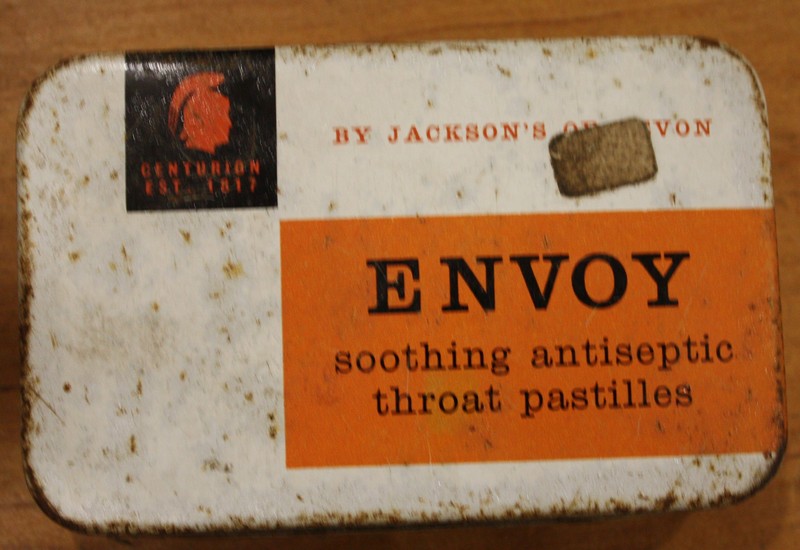 CENTURION
EST. 1817
BY JACKSON'S
ENVOY
soothing antiseptic
throat pastilles